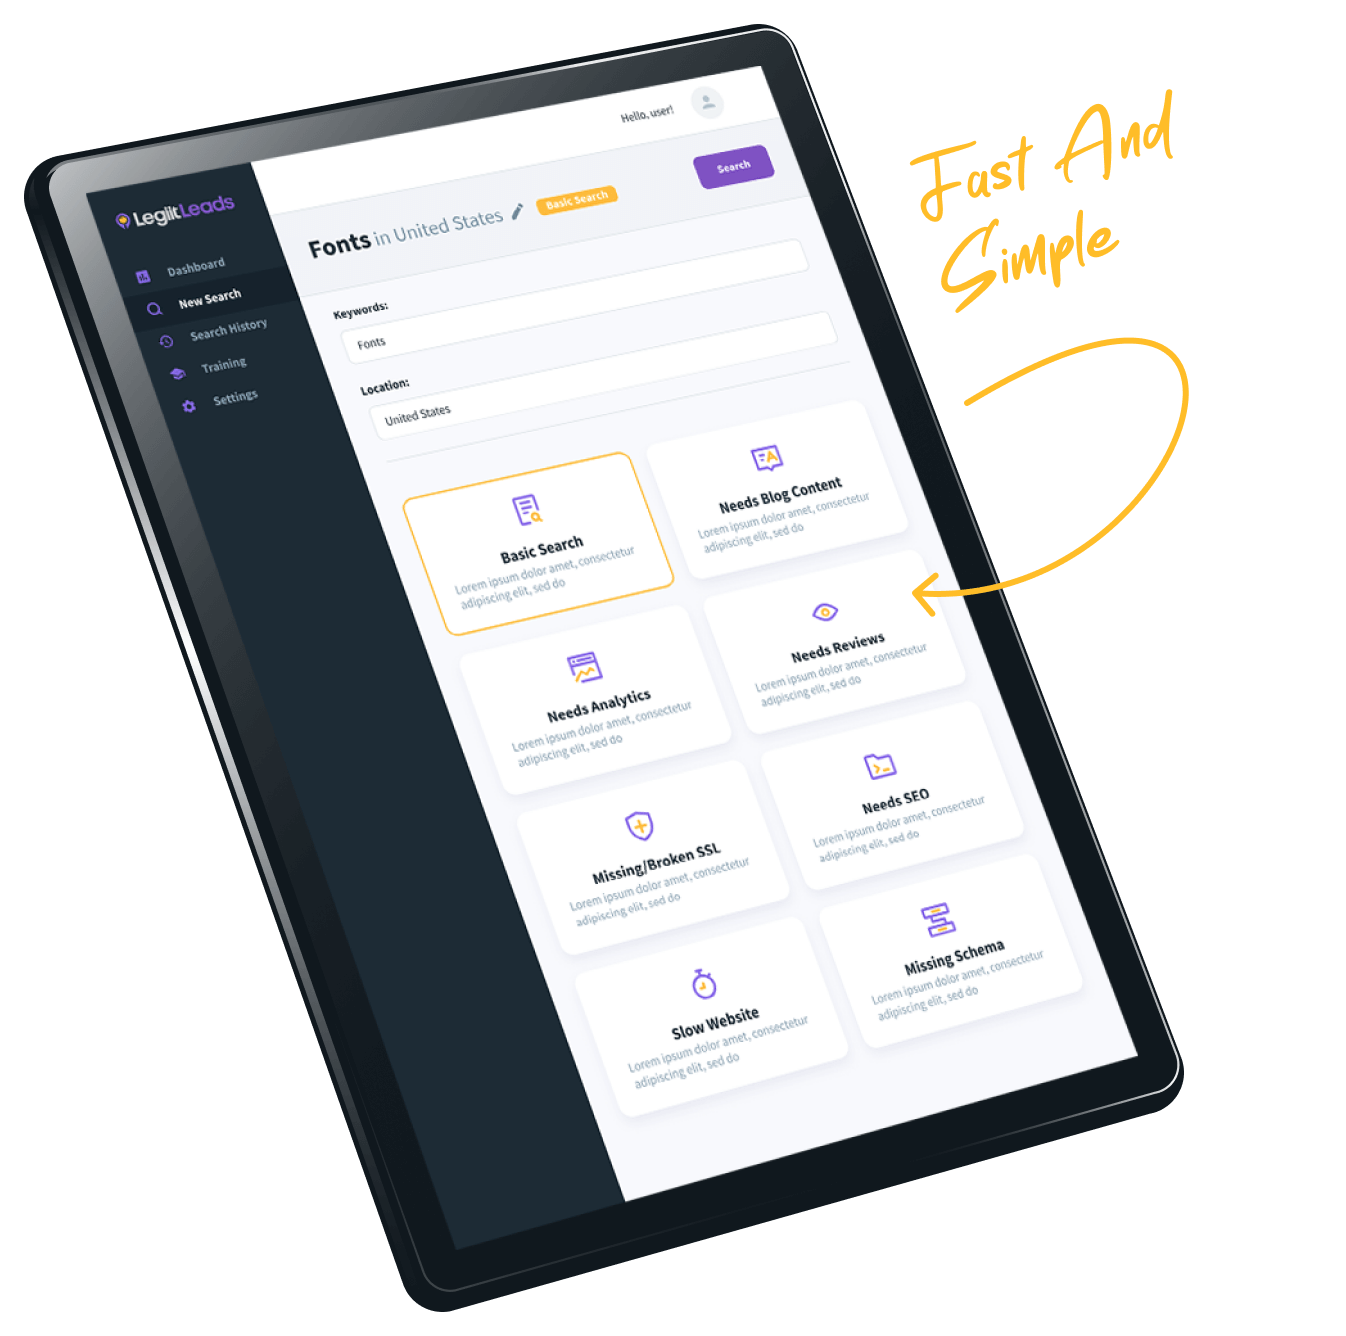 Fast And
Simple
Hello, user!
LegiitLeads
Dashboard
New Search
Search History
Training
Settings
Fonts in United States
Basic Search
Search
Keywords:
Fonts
Location:
United States
Basic Search
Lorem ipsum dolor amet, consectetur
adipiscing elit, sed do
Needs Blog Content
Lorem ipsum dolor amet, consectetur
adipiscing elit, sed do
Needs Analytics
Lorem ipsum dolor amet, consectetur
adipiscing elit, sed do
Needs Reviews
Lorem ipsum dolor amet, consectetur
adipiscing elit, sed do
Missing/Broken SSL
Lorem ipsum dolor amet, consectetur
adipiscing elit, sed do
Needs SEO
Lorem ipsum dolor amet, consectetur
adipiscing elit, sed do
Slow Website
Lorem ipsum dolor amet, consectetur
adipiscing elit, sed do
Missing Schema
Lorem ipsum dolor amet, consectetur
adipiscing elit, sed do